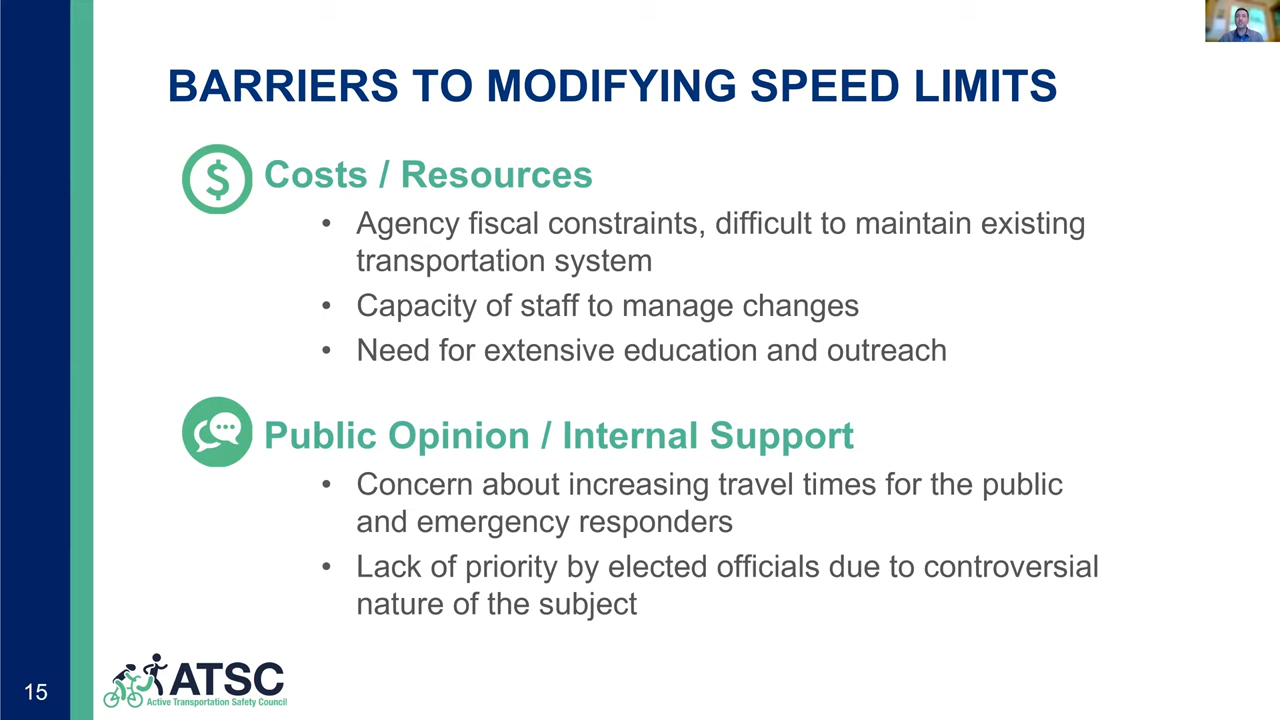 BARRIERS TO MODIFYING SPEED LIMITS
$ Costs / Resources
• Agency fiscal constraints, difficult to maintain existing
transportation system
• Capacity of staff to manage changes
• Need for extensive education and outreach
Public Opinion / Internal Support
• Concern about increasing travel times for the public
and emergency responders
• Lack of priority by elected officials due to controversial
nature of the subject
15
ATSC
Active Transportation Safety Council